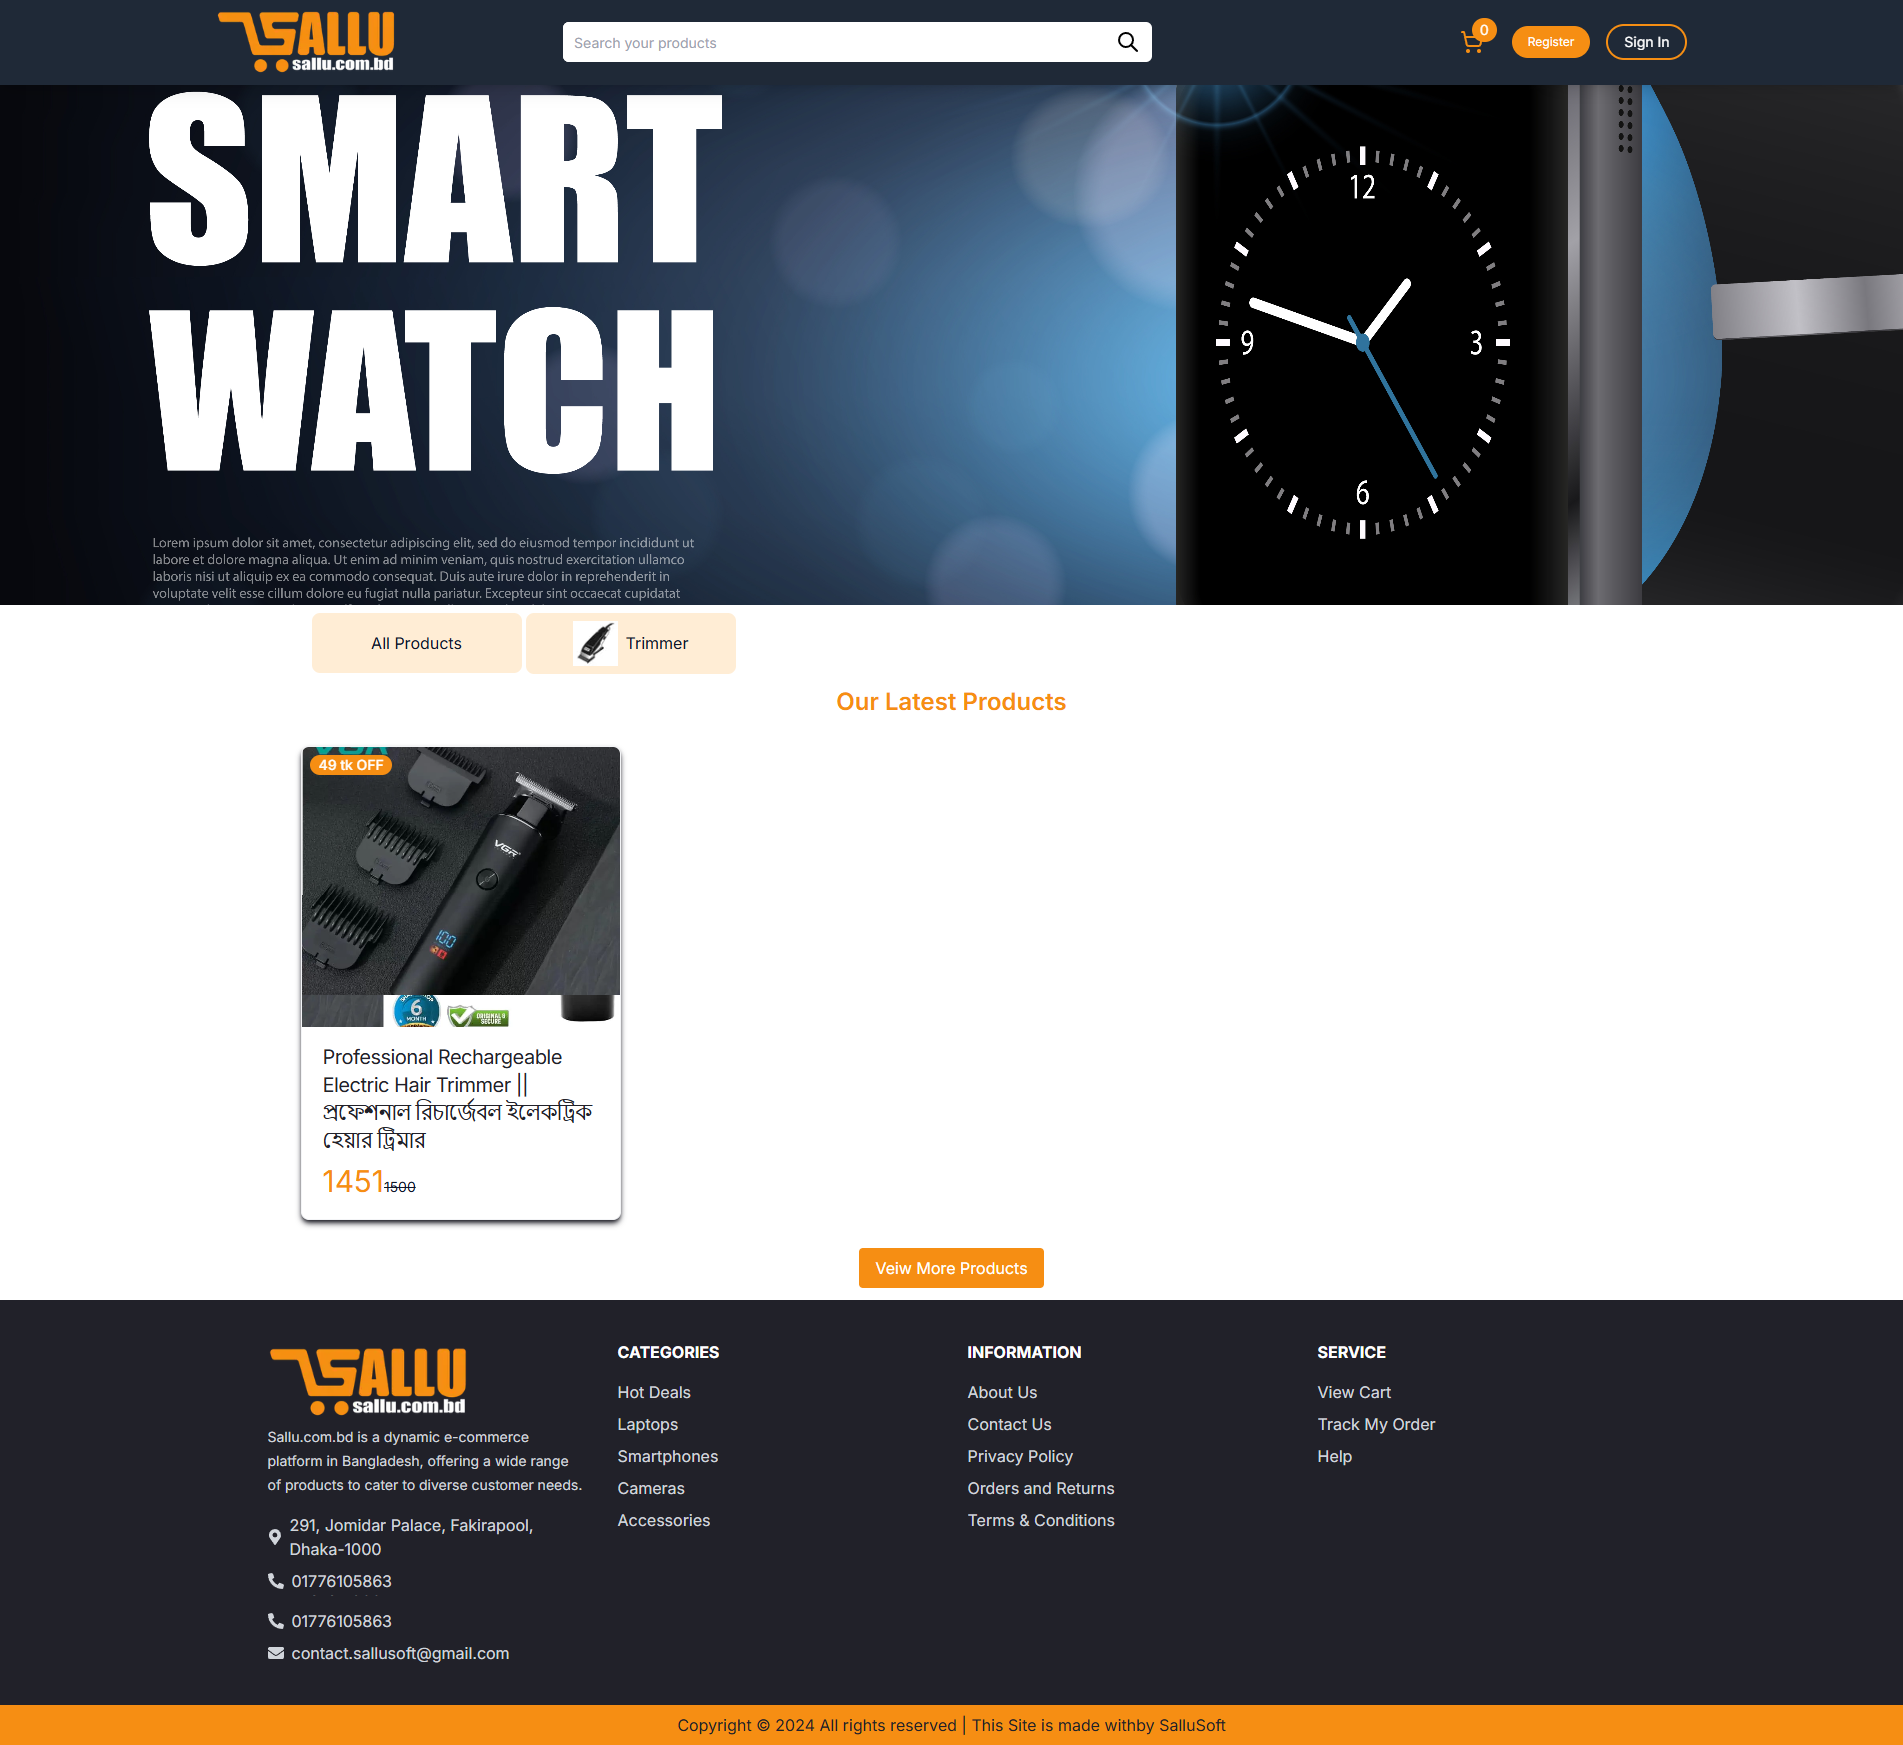 SALLU
sallu.com.bd
Search your products
0
Register
Sign In
SMART
WATCH
12
9
3
6
Lorem ipsum dolor sit amet, consectetur adipiscing elit, sed do eiusmod tempor incididunt ut
labore et dolore magna aliqua. Ut enim ad minim veniam, quis nostrud exercitation ullamco
laboris nisi ut aliquip ex ea commodo consequat. Duis aute irure dolor in reprehenderit in
voluptate velit esse cillum dolore eu fugiat nulla pariatur. Excepteur sint occaecat cupidatat
All Products
Trimmer
Our Latest Products
VGR
49 tk OFF
VGR
100
6
MONTH
ORIGINAL &
SECURE
Professional Rechargeable
Electric Hair Trimmer ||
প্রফেশনাল রিচার্জেবল ইলেকট্রিক
হেয়ার ট্রিমার
1451 1500
Veiw More Products
SALLU
sallu.com.bd
Sallu.com.bd is a dynamic e-commerce
platform in Bangladesh, offering a wide range
of products to cater to diverse customer needs.
291, Jomidar Palace, Fakirapool,
Dhaka-1000
01776105863
01776105863
contact.sallusoft@gmail.com
CATEGORIES
Hot Deals
Laptops
Smartphones
Cameras
Accessories
INFORMATION
About Us
Contact Us
Privacy Policy
Orders and Returns
Terms & Conditions
SERVICE
View Cart
Track My Order
Help
Copyright © 2024 All rights reserved | This Site is made withby SalluSoft